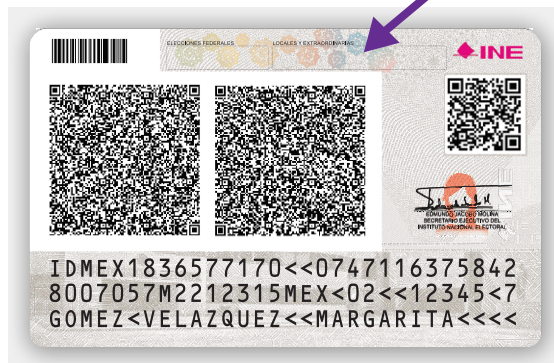 ELECCIONES FEDERALES LOCALES Y EXTRAORDINARIAS
INE
EDMUNDO JACOBO MOLINA
SECRETARIO EJECUTIVO DEL
INSTITUTO NACIONAL ELECTORAL
IDMEX1836577170<<0747116375842
8007057M2212315MEX<02<<12345<7
GOMEZ<VELAZQUEZ<<MARGARITA<<<<